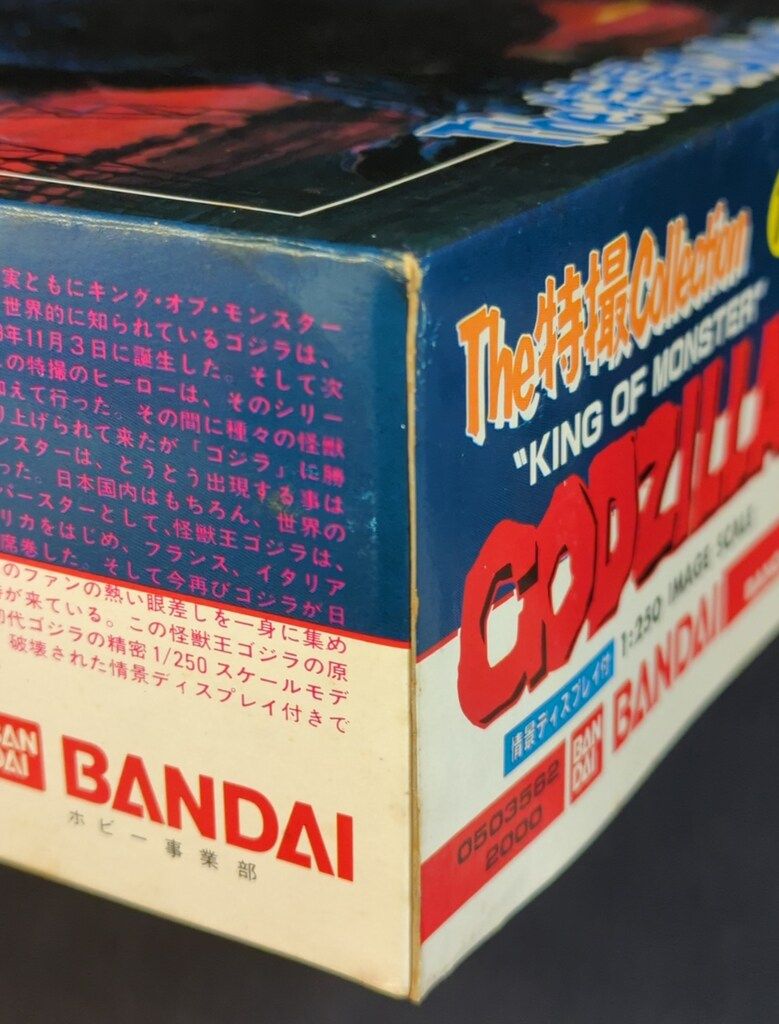 実ともにキング・オブ・モンスター
世界的に知られているゴジラは、
年11月3日に誕生した。そして次
の特撮のヒーローは、そのシリー
加えて行った。その間に種々の怪獣
り上げられて来たが「ゴジラ」に勝
ンスターは、とうとう出現する事は
った。日本国内はもちろん、世界の
パースターとして、怪獣王ゴジラは、
リカをはじめ、フランス、イタリア
席巻した。そして今再びゴジラが日
のファンの熱い眼差しを一身に集め
が来ている。この怪獣王ゴジラの原
初代ゴジラの精密1/250 スケールモデ
破壊された情景ディスプレイ付きで
BANDAI
BANDAI
ホビー事業部
The特撮Collection
"KING OF MONSTER"
GODZILLA
1:250 IMAGE SCALE
情景ディスプレイ付
BANDAI
BANDAI
0503562
2000